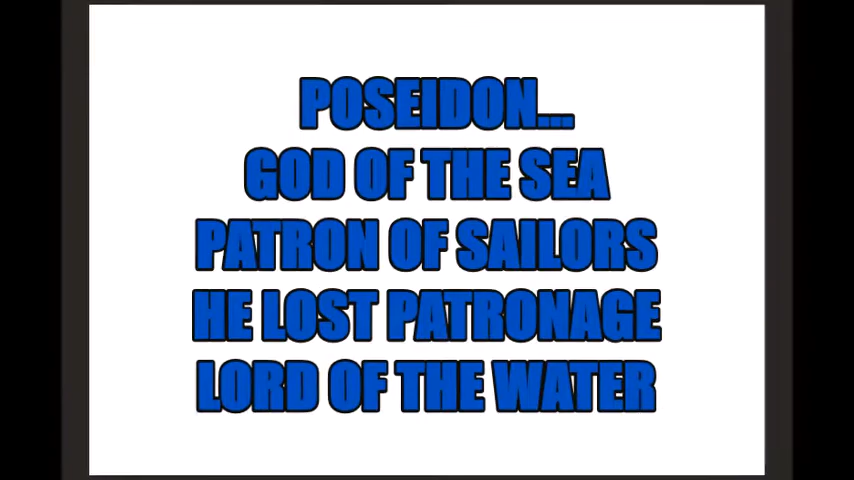 POSEIDON...
GOD OF THE SEA
PATRON OF SAILORS
HE LOST PATRONAGE
LORD OF THE WATER